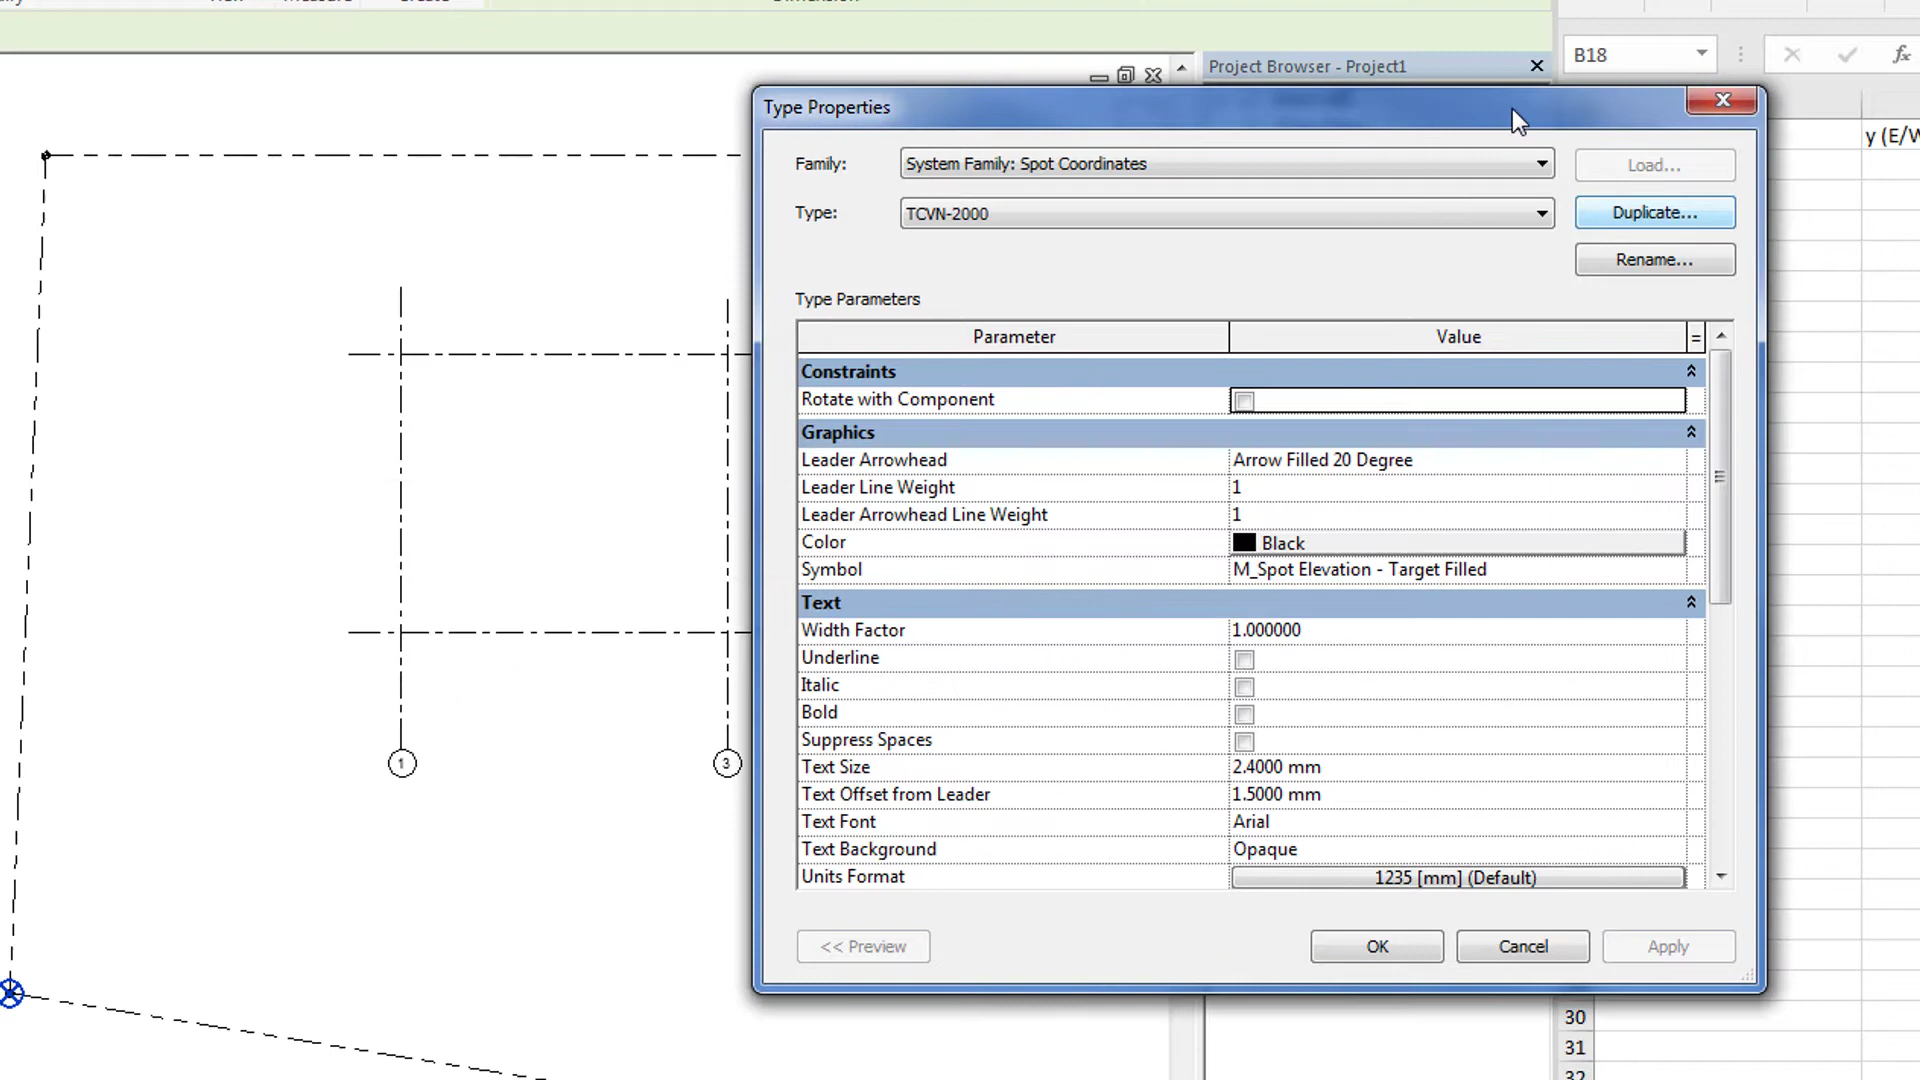 Project Browser - Project1
B18
fx
Type Properties
y (E/W
Family:
System Family: Spot Coordinates
Load...
Type:
TCVN-2000
Duplicate...
Rename...
Type Parameters
Parameter
Value
=
Constraints
Rotate with Component
Graphics
Leader Arrowhead
Arrow Filled 20 Degree
Leader Line Weight
1
Leader Arrowhead Line Weight
1
Color
Black
Symbol
M_Spot Elevation - Target Filled
Text
Width Factor
1.000000
Underline
Italic
Bold
Suppress Spaces
Text Size
2.4000 mm
Text Offset from Leader
1.5000 mm
Text Font
Arial
Text Background
Opaque
Units Format
1235 [mm] (Default)
1
3
<< Preview
OK
Cancel
Apply
30
31
32